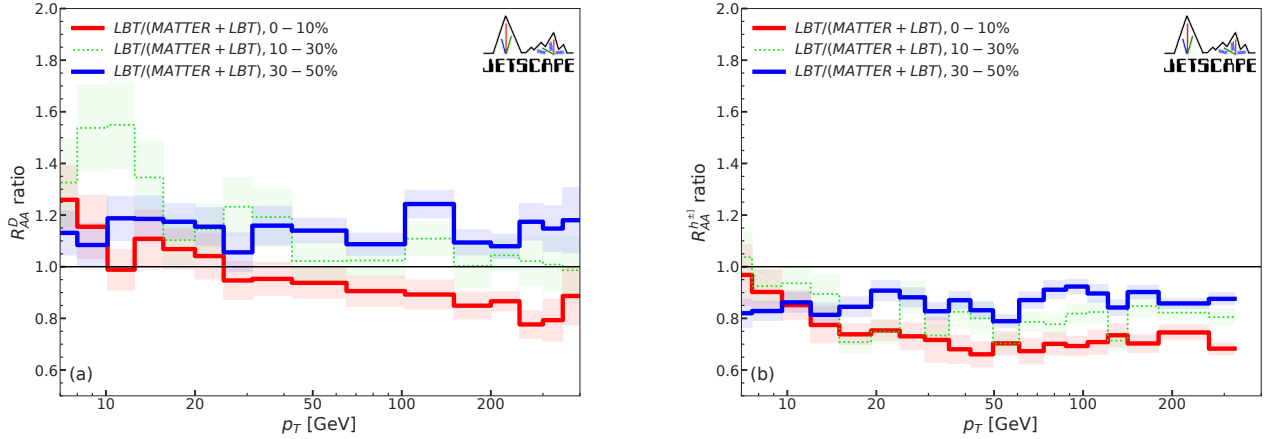 2.0
1.8
1.6
1.4
1.2
1.0
0.8
0.6
R_{AA}^{D} ratio
LBT/(MATTER + LBT), 0 − 10%
LBT/(MATTER + LBT), 10 − 30%
LBT/(MATTER + LBT), 30 − 50%
JETSCAPE
(a)
10 20 50 100 200
p_T [GeV]
2.0
1.8
1.6
1.4
1.2
1.0
0.8
0.6
R_{AA}^{h^{±]}} ratio
LBT/(MATTER + LBT), 0 − 10%
LBT/(MATTER + LBT), 10 − 30%
LBT/(MATTER + LBT), 30 − 50%
JETSCAPE
(b)
10 20 50 100 200
p_T [GeV]